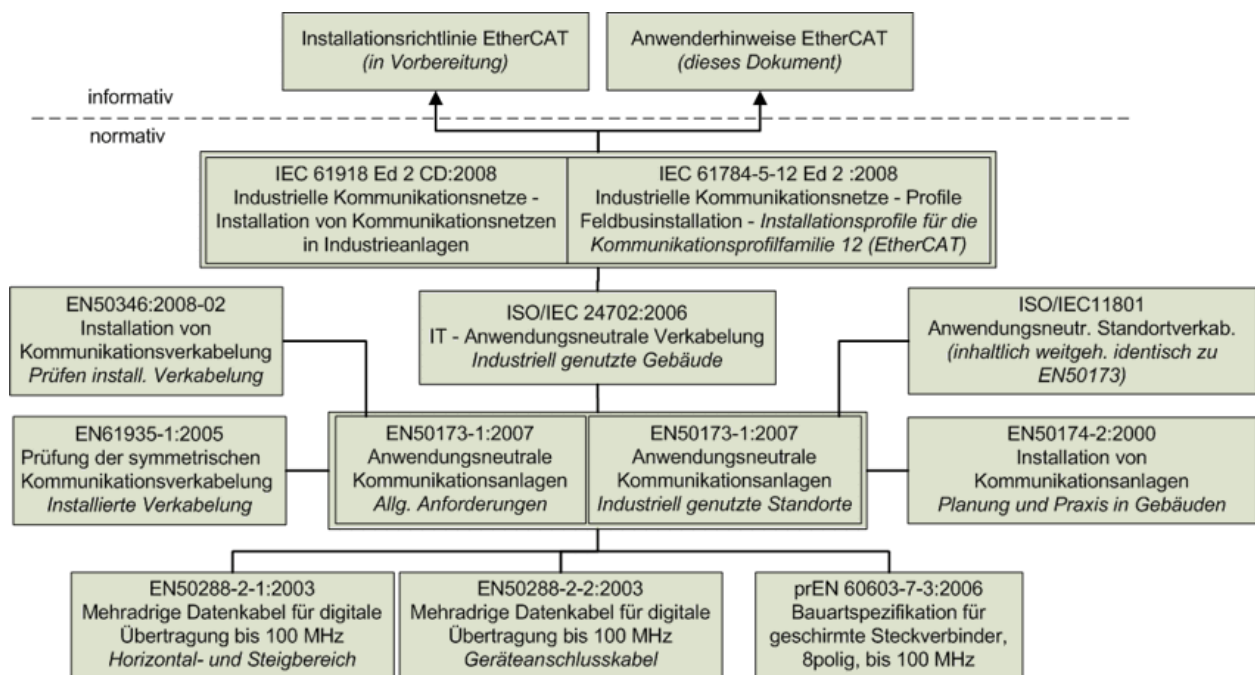 Installationsrichtlinie EtherCAT
(in Vorbereitung)
Anwenderhinweise EtherCAT
(dieses Dokument)
informativ
normativ
IEC 61918 Ed 2 CD:2008
Industrielle Kommunikationsnetze -
Installation von Kommunikationsnetzen
in Industrieanlagen
IEC 61784-5-12 Ed 2 :2008
Industrielle Kommunikationsnetze - Profile
Feldbusinstallation - Installationsprofile für die
Kommunikationsprofilfamilie 12 (EtherCAT)
EN50346:2008-02
Installation von
Kommunikationsverkabelung
Prüfen install. Verkabelung
ISO/IEC 24702:2006
IT - Anwendungsneutrale Verkabelung
Industriell genutzte Gebäude
ISO/IEC11801
Anwendungsneutr. Standortverkab.
(inhaltlich weitgeh. identisch zu
EN50173)
EN61935-1:2005
Prüfung der symmetrischen
Kommunikationsverkabelung
Installierte Verkabelung
EN50173-1:2007
Anwendungsneutrale
Kommunikationsanlagen
Allg. Anforderungen
EN50173-1:2007
Anwendungsneutrale
Kommunikationsanlagen
Industriell genutzte Standorte
EN50174-2:2000
Installation von
Kommunikationsanlagen
Planung und Praxis in Gebäuden
EN50288-2-1:2003
Mehradrige Datenkabel für digitale
Übertragung bis 100 MHz
Horizontal- und Steigbereich
EN50288-2-2:2003
Mehradrige Datenkabel für digitale
Übertragung bis 100 MHz
Geräteanschlusskabel
prEN 60603-7-3:2006
Bauartspezifikation für
geschirmte Steckverbinder,
8polig, bis 100 MHz